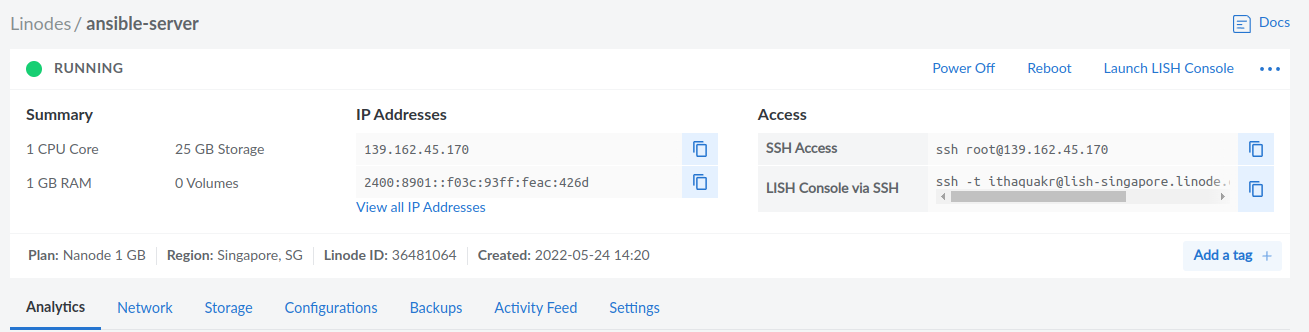 Linodes / ansible-server
Docs
RUNNING
Power Off Reboot Launch LISH Console
Summary
1 CPU Core 25 GB Storage
1 GB RAM 0 Volumes
IP Addresses
139.162.45.170
2400:8901::f03c:93ff:feac:426d
View all IP Addresses
Access
SSH Access ssh root@139.162.45.170
LISH Console via SSH ssh -t ithaquakr@lish-singapore.linode.
Plan: Nanode 1 GB Region: Singapore, SG Linode ID: 36481064 Created: 2022-05-24 14:20
Add a tag +
Analytics Network Storage Configurations Backups Activity Feed Settings